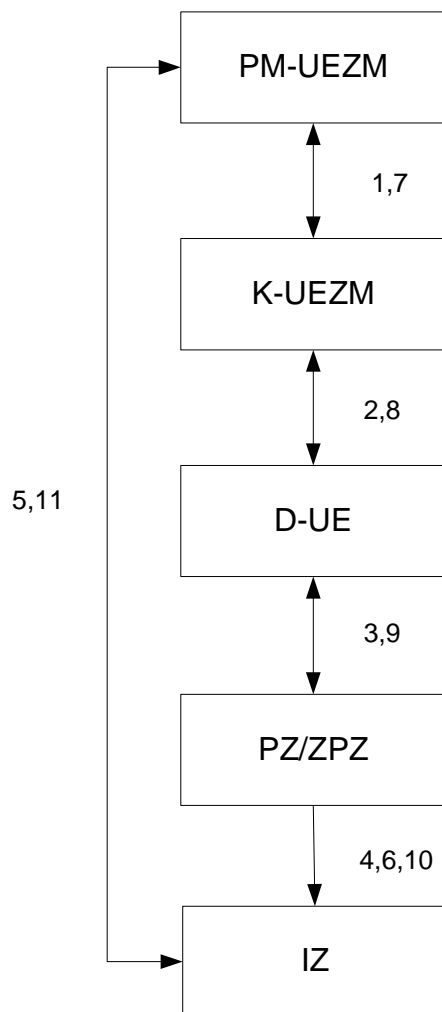 PM-UEZM
1,7
K-UEZM
2,8
5,11
D-UE
3,9
PZ/ZPZ
4,6,10
IZ